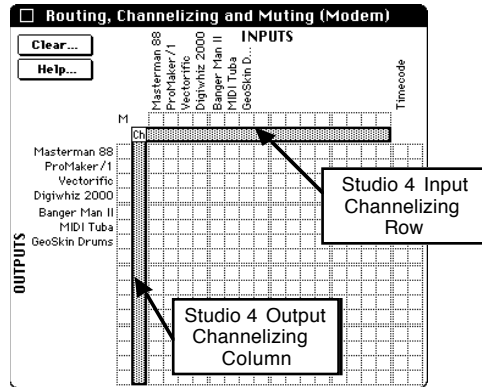 Routing, Channelizing and Muting (Modem)
Clear...
Help...
INPUTS
Masterman 88
ProMaker/1
Vectorific
Digiwhiz 2000
Banger Man II
MIDI Tuba
GeoSkin D...
Timecode
M
Ch
OUTPUTS
Masterman 88
ProMaker/1
Vectorific
Digiwhiz 2000
Banger Man II
MIDI Tuba
GeoSkin Drums
Studio 4 Input
Channelizing
Row
Studio 4 Output
Channelizing
Column